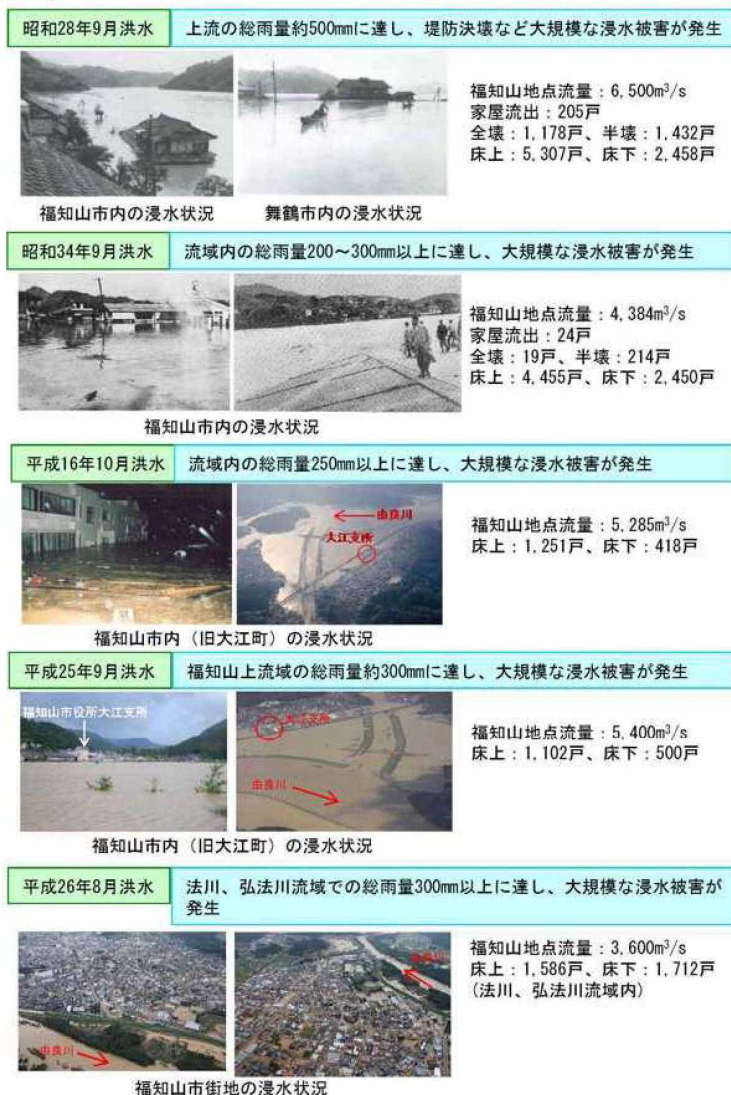 昭和28年9月洪水
上流の総雨量約500mmに達し、堤防決壊など大規模な浸水被害が発生
福知山地点流量：6,500m³/s
家屋流出：205戸
全壊：1,178戸、半壊：1,432戸
床上：5,307戸、床下：2,458戸
福知山市内の浸水状況
舞鶴市内の浸水状況
昭和34年9月洪水
流域内の総雨量200～300mm以上に達し、大規模な浸水被害が発生
福知山地点流量：4,384m³/s
家屋流出：24戸
全壊：19戸、半壊：214戸
床上：4,455戸、床下：2,450戸
福知山市内の浸水状況
平成16年10月洪水
流域内の総雨量250mm以上に達し、大規模な浸水被害が発生
由良川
大江支所
福知山地点流量：5,285m³/s
床上：1,251戸、床下：418戸
福知山市内（旧大江町）の浸水状況
平成25年9月洪水
福知山上流域の総雨量約300mmに達し、大規模な浸水被害が発生
福知山市役所大江支所
大江支所
由良川
福知山地点流量：5,400m³/s
床上：1,102戸、床下：500戸
福知山市内（旧大江町）の浸水状況
平成26年8月洪水
法川、弘法川流域での総雨量300mm以上に達し、大規模な浸水被害が
発生
由良川
由良川
福知山地点流量：3,600m³/s
床上：1,586戸、床下：1,712戸
(法川、弘法川流域内)
福知山市街地の浸水状況